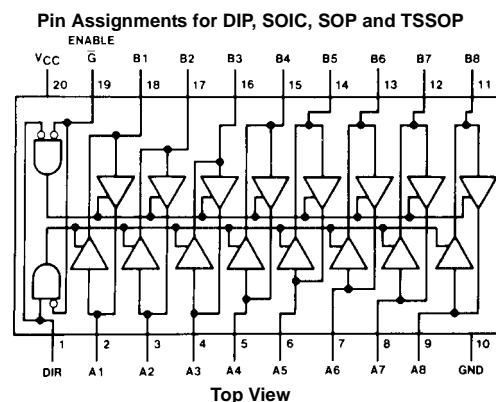 Pin Assignments for DIP, SOIC, SOP and TSSOP
ENABLE
VCC G B1 B2 B3 B4 B5 B6 B7 B8
20 19 18 17 16 15 14 13 12 11
1 2 3 4 5 6 7 8 9 10
DIR A1 A2 A3 A4 A5 A6 A7 A8 GND
Top View